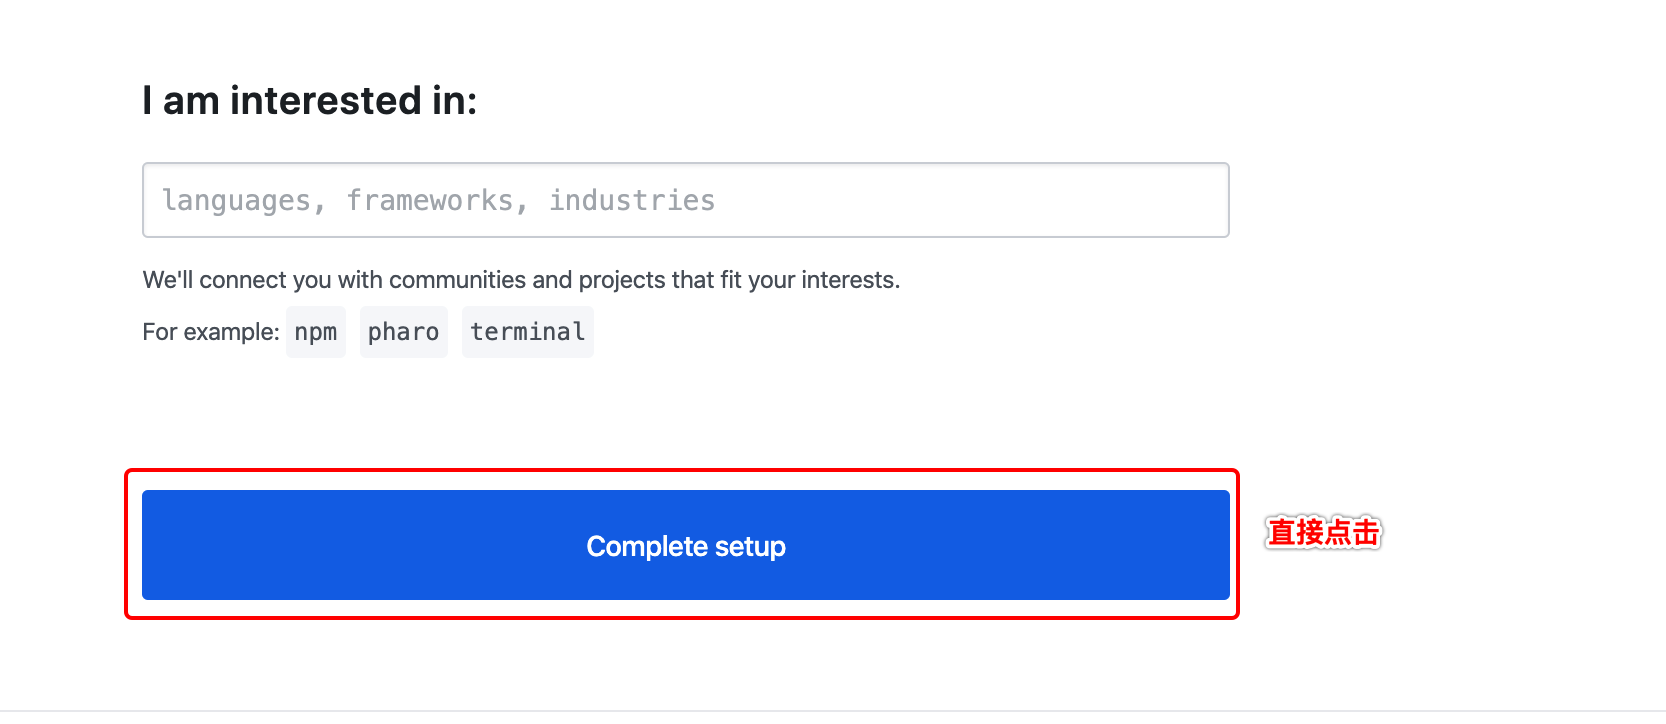 I am interested in:
languages, frameworks, industries
We'll connect you with communities and projects that fit your interests.
For example: npm pharo terminal
Complete setup
直接点击